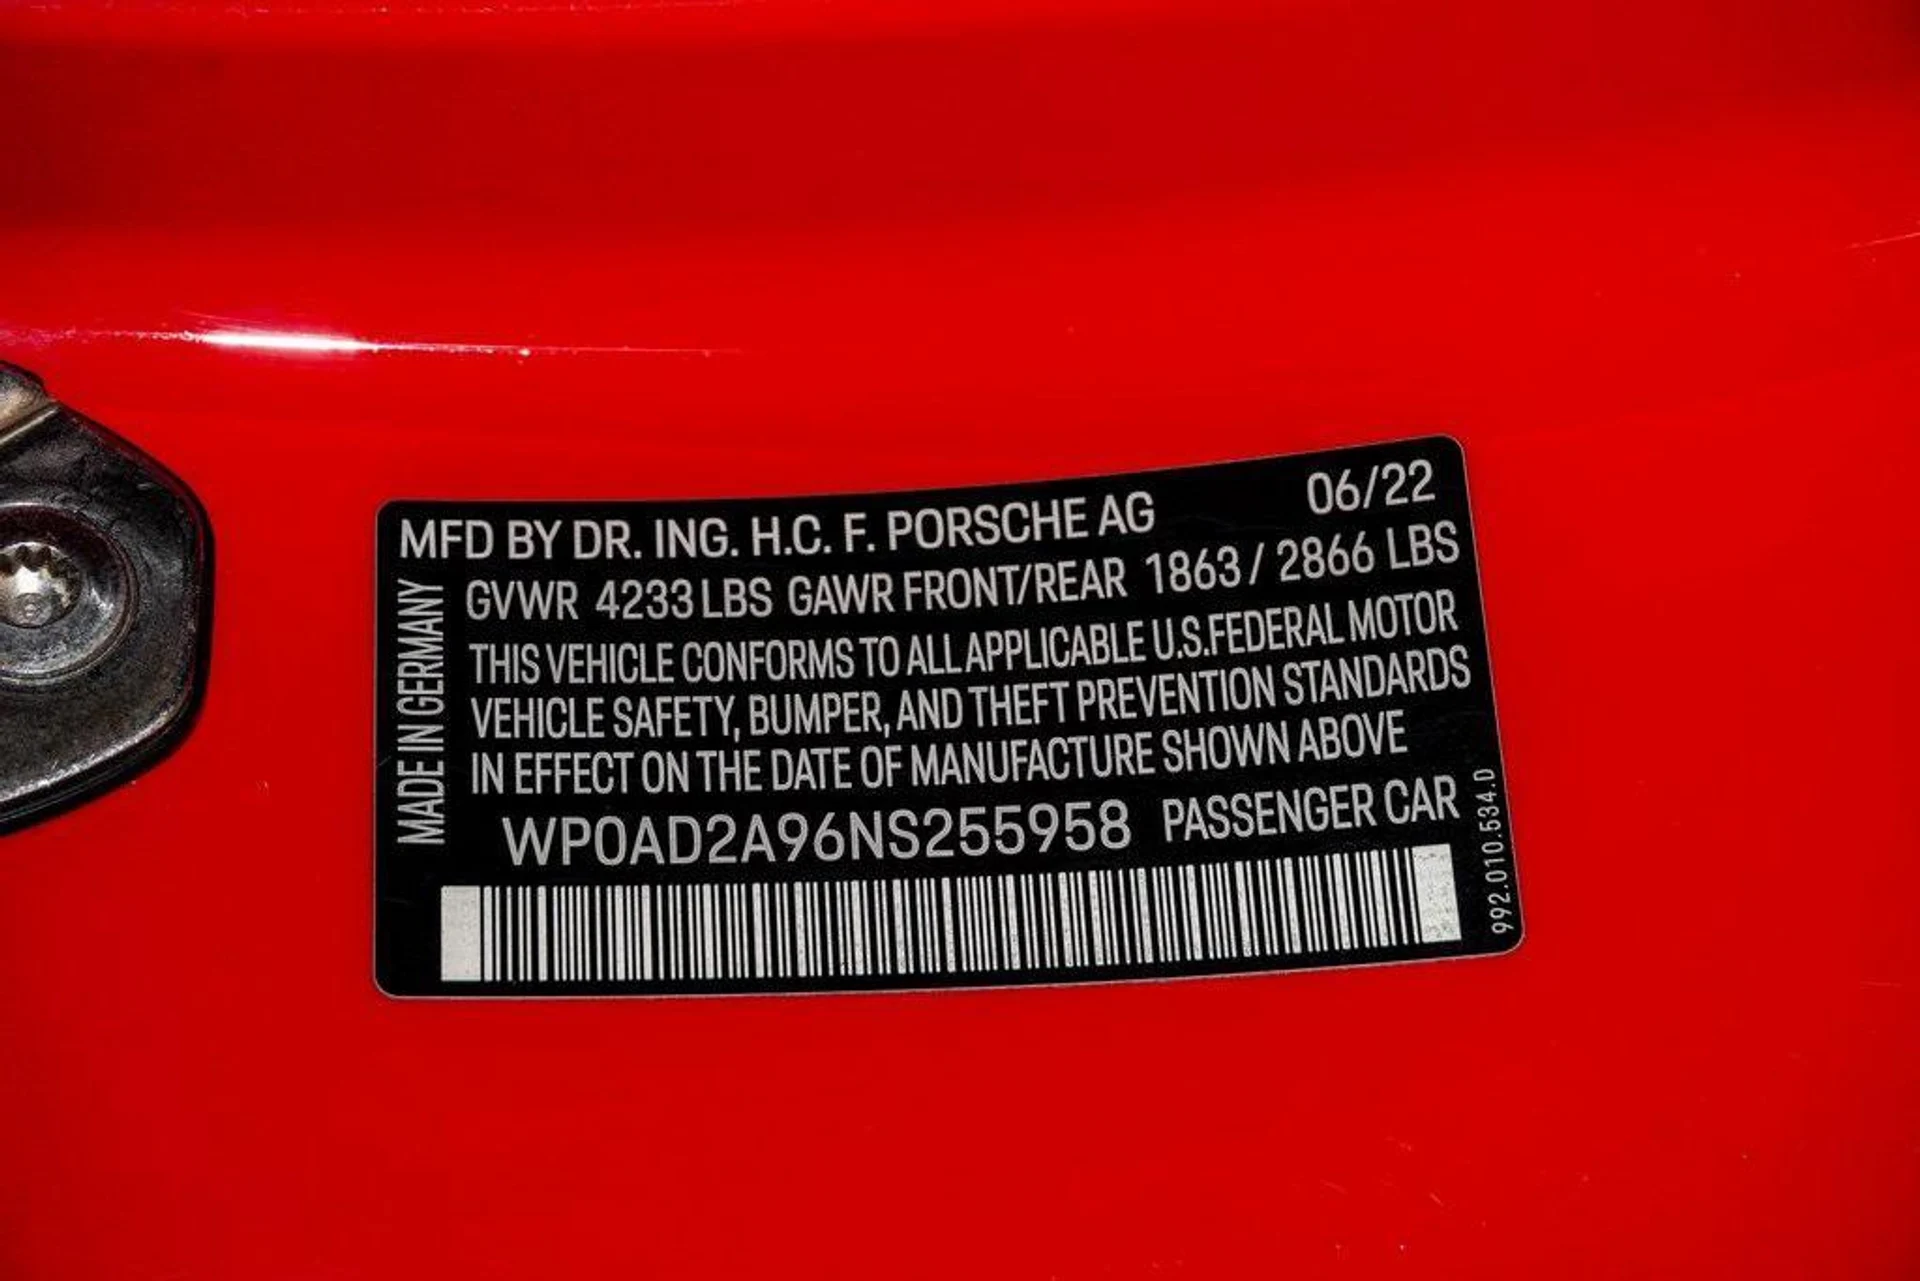 MFD BY DR. ING. H.C. F. PORSCHE AG 06/22
GVWR 4233 LBS GAWR FRONT/REAR 1863 / 2866 LBS
THIS VEHICLE CONFORMS TO ALL APPLICABLE U.S.FEDERAL MOTOR
VEHICLE SAFETY, BUMPER, AND THEFT PREVENTION STANDARDS
IN EFFECT ON THE DATE OF MANUFACTURE SHOWN ABOVE
WP0AD2A96NS255958 PASSENGER CAR
MADE IN GERMANY
992.010.534.D